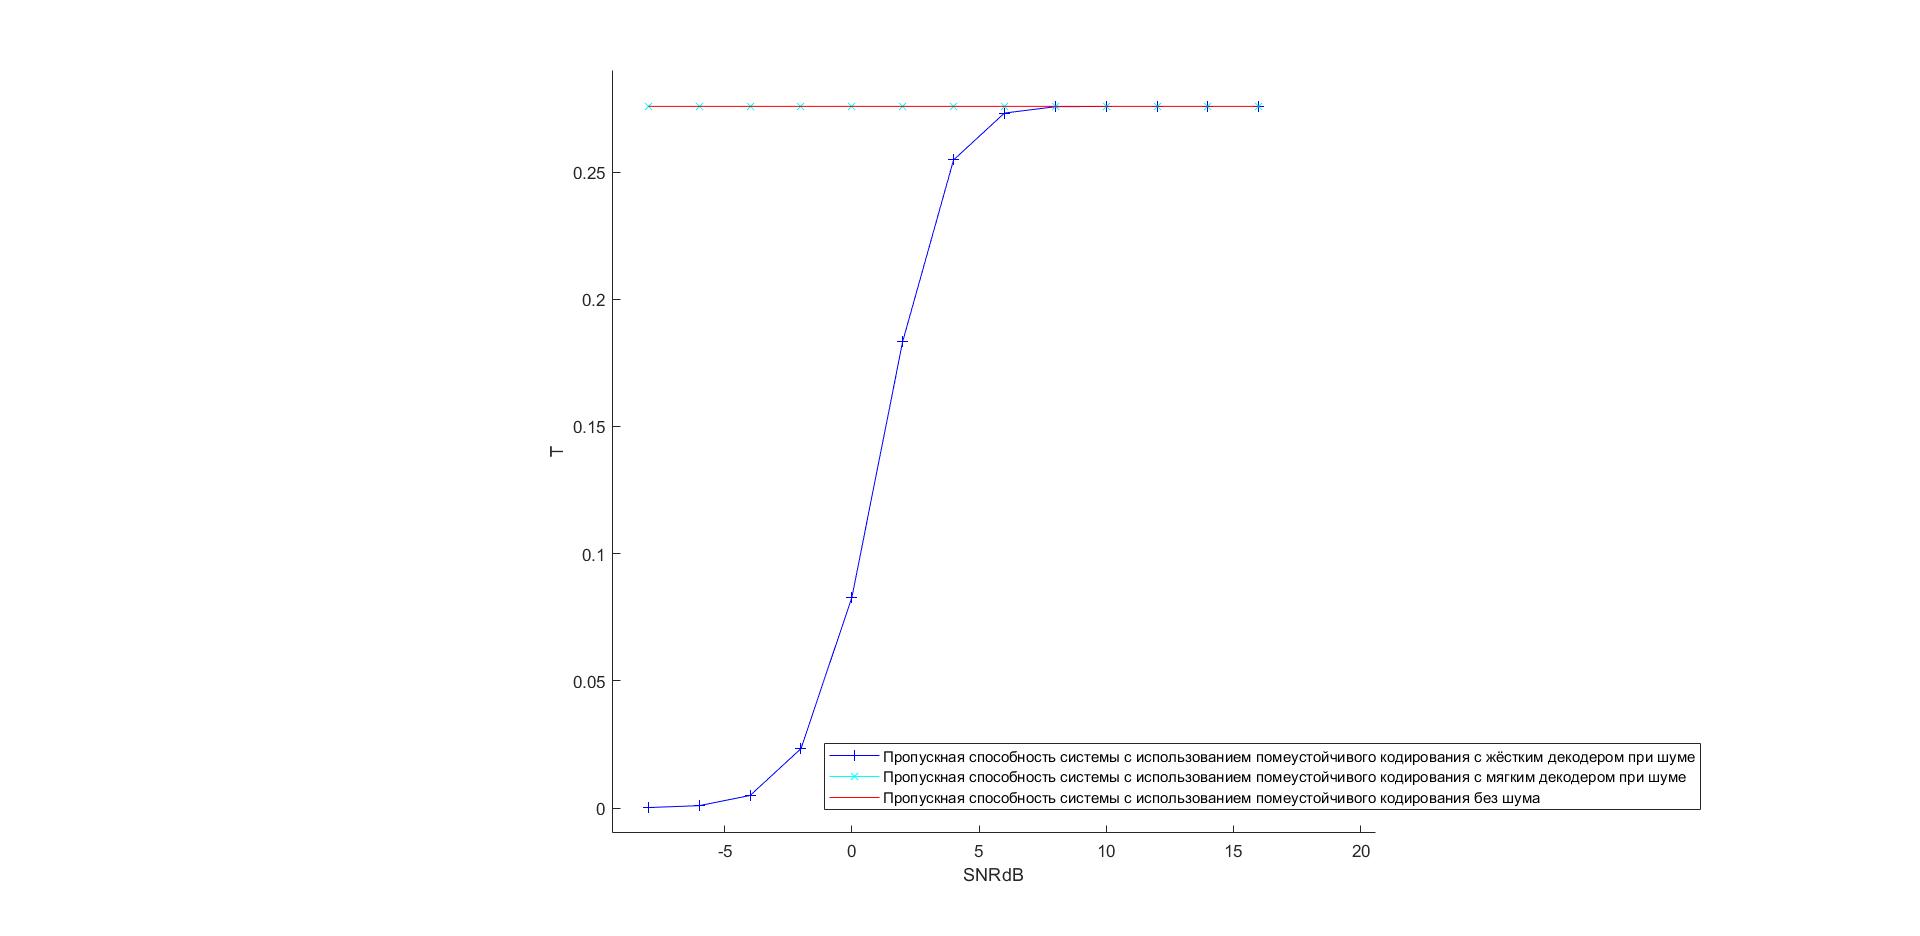 0.25
0.2
0.15
T
0.1
0.05
Пропускная способность системы с использованием помеустойчивого кодирования с жёстким декодером при шуме
Пропускная способность системы с использованием помеустойчивого кодирования с мягким декодером при шуме
Пропускная способность системы с использованием помеустойчивого кодирования без шума
0
-5 0 5 10 15 20
SNRdB